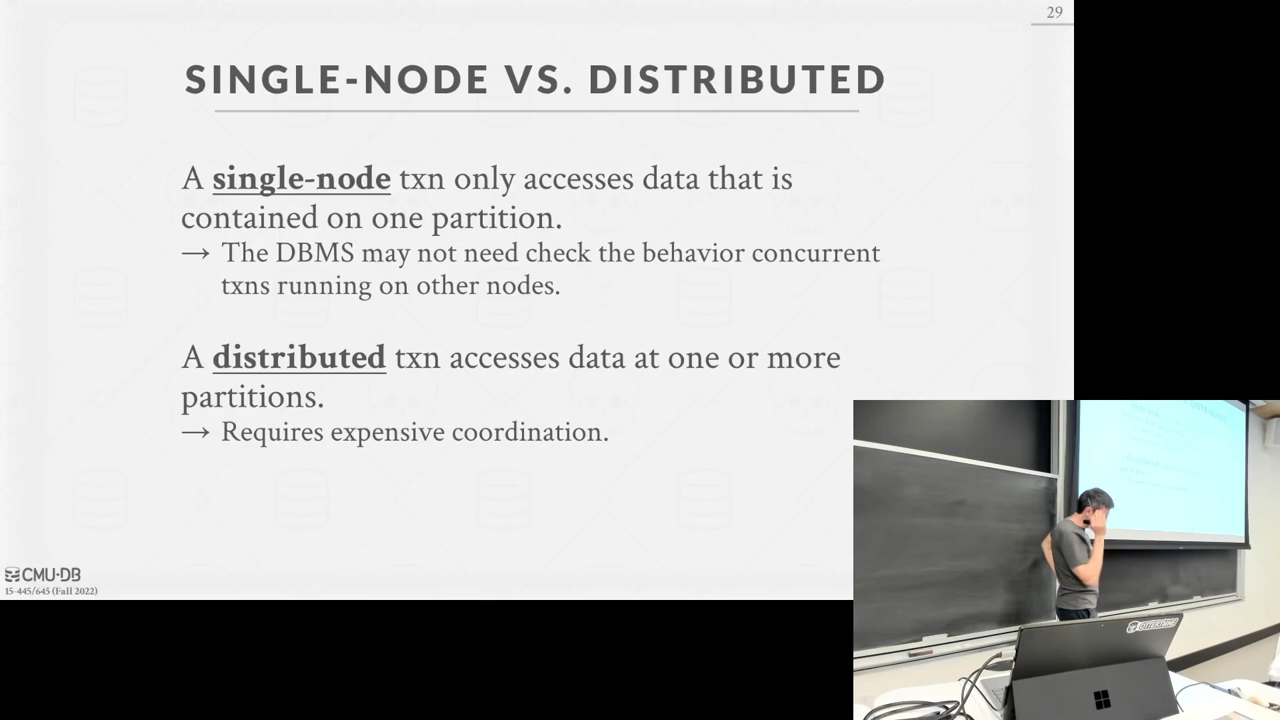 29
SINGLE-NODE VS. DISTRIBUTED
A single-node txn only accesses data that is
contained on one partition.
→ The DBMS may not need check the behavior concurrent
txns running on other nodes.
A distributed txn accesses data at one or more
partitions.
→ Requires expensive coordination.
CMU·DB
15-445/645 (Fall 2022)